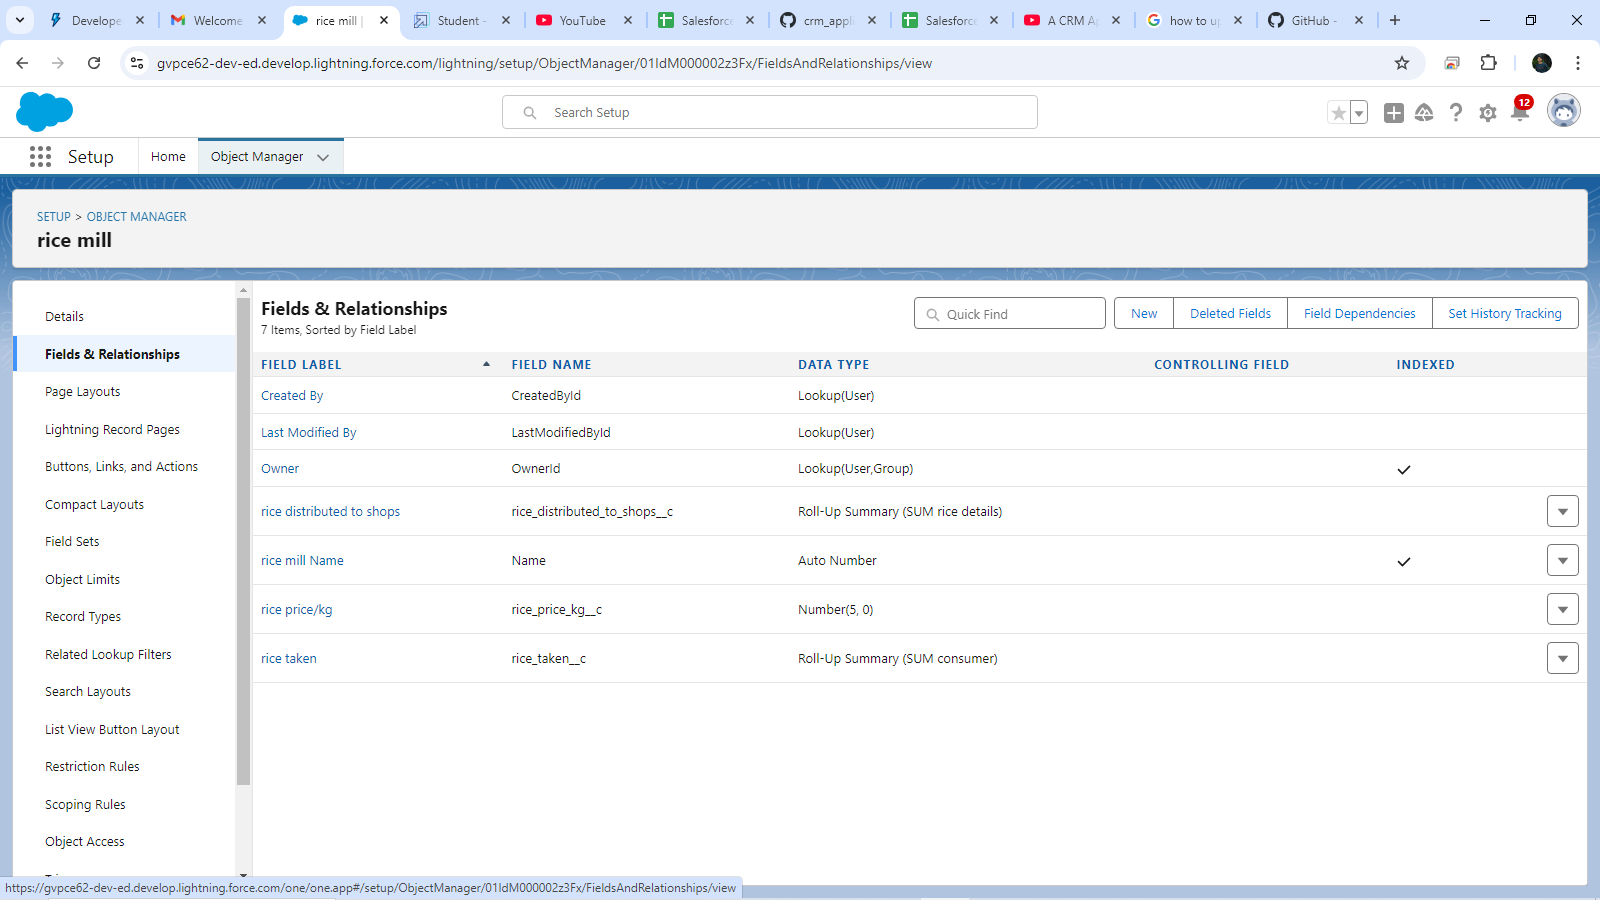 Develope
Welcome
rice mill |
Student -
YouTube
Salesforc
crm_appli
Salesforc
A CRM Ap
how to up
GitHub -
gvpce62-dev-ed.develop.lightning.force.com/lightning/setup/ObjectManager/01IdM000002z3Fx/FieldsAndRelationships/view
Search Setup
12
Setup
Home
Object Manager
SETUP > OBJECT MANAGER
rice mill
Details
Fields & Relationships
Page Layouts
Lightning Record Pages
Buttons, Links, and Actions
Compact Layouts
Field Sets
Object Limits
Record Types
Related Lookup Filters
Search Layouts
List View Button Layout
Restriction Rules
Scoping Rules
Object Access
Fields & Relationships
7 Items, Sorted by Field Label
Quick Find
New
Deleted Fields
Field Dependencies
Set History Tracking
FIELD LABEL FIELD NAME DATA TYPE CONTROLLING FIELD INDEXED
Created By CreatedById Lookup(User)
Last Modified By LastModifiedById Lookup(User)
Owner OwnerId Lookup(User,Group)
rice distributed to shops rice_distributed_to_shops__c Roll-Up Summary (SUM rice details)
rice mill Name Name Auto Number
rice price/kg rice_price_kg__c Number(5, 0)
rice taken rice_taken__c Roll-Up Summary (SUM consumer)
https://gvpce62-dev-ed.develop.lightning.force.com/one/one.app#/setup/ObjectManager/01IdM000002z3Fx/FieldsAndRelationships/view